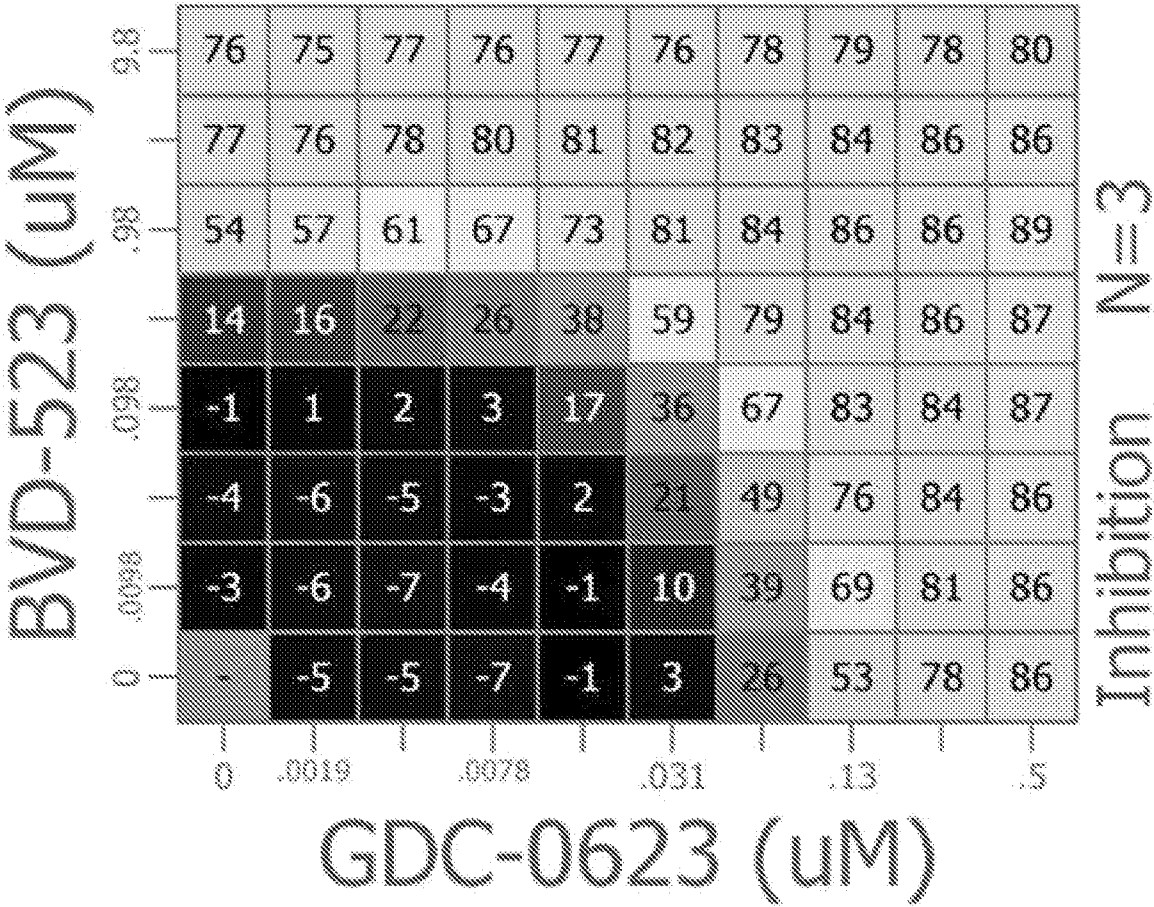 BVD-523 (uM)
9.8 76 75 77 76 77 76 78 79 78 80
77 76 78 80 81 82 83 84 86 86
.98 54 57 61 67 73 81 84 86 86 89
14 16 22 26 38 59 79 84 86 87
.098 -1 1 2 3 17 36 67 83 84 87
-4 -6 -5 -3 2 21 49 76 84 86
.0098 -3 -6 -7 -4 -1 10 39 69 81 86
0 - -5 -5 -7 -1 3 26 53 78 86
0 .0019 .0078 .031 .13 .5
GDC-0623 (uM)
Inhibition N=3